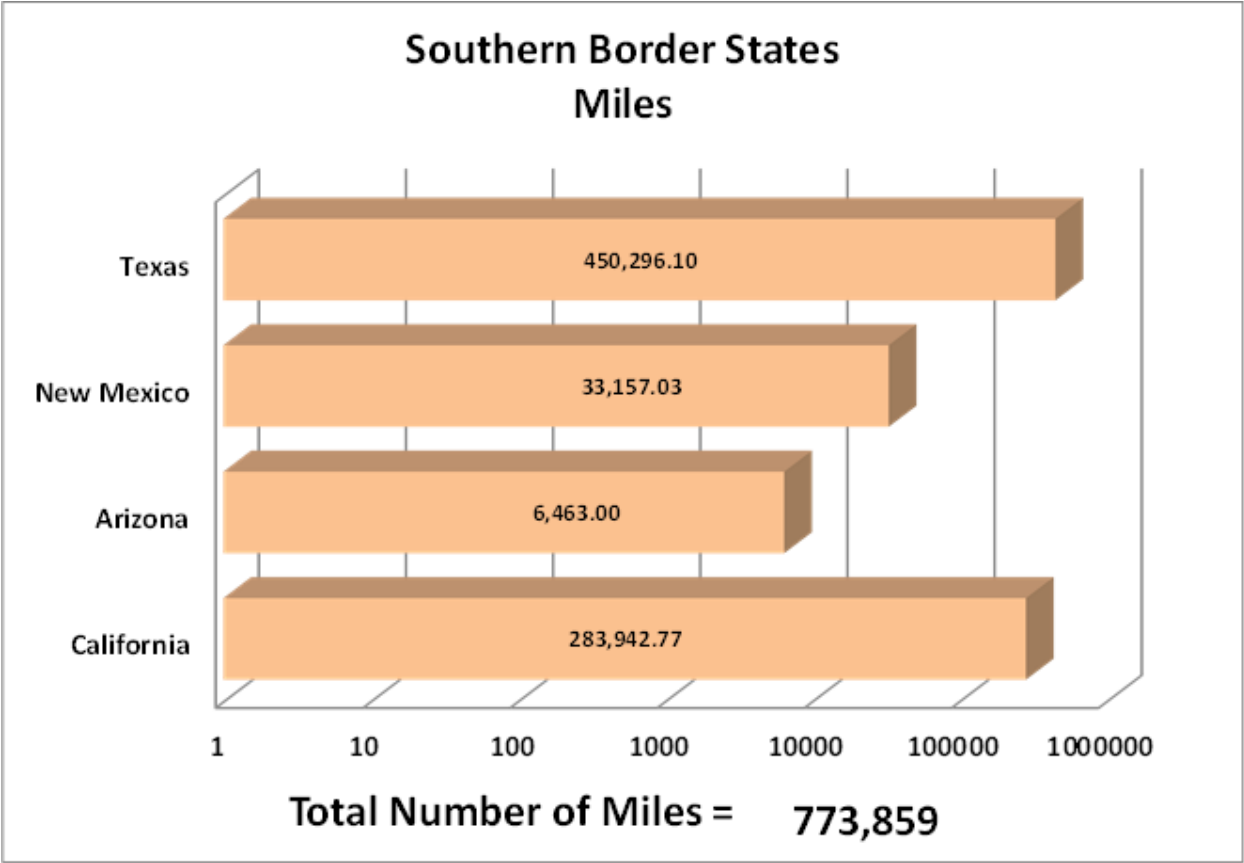 Southern Border States
Miles
Texas
450,296.10
New Mexico
33,157.03
Arizona
6,463.00
California
283,942.77
1 10 100 1000 10000 100000 1000000
Total Number of Miles = 773,859